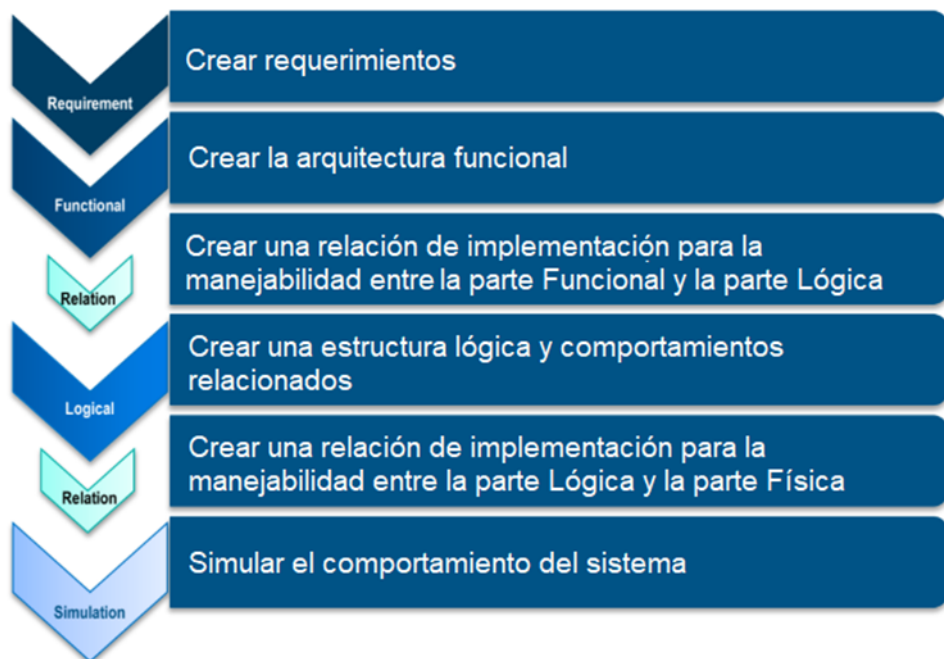 Requirement
Crear requerimientos
Functional
Crear la arquitectura funcional
Relation
Crear una relación de implementación para la
manejabilidad entre la parte Funcional y la parte Lógica
Logical
Crear una estructura lógica y comportamientos
relacionados
Relation
Crear una relación de implementación para la
manejabilidad entre la parte Lógica y la parte Física
Simulation
Simular el comportamiento del sistema